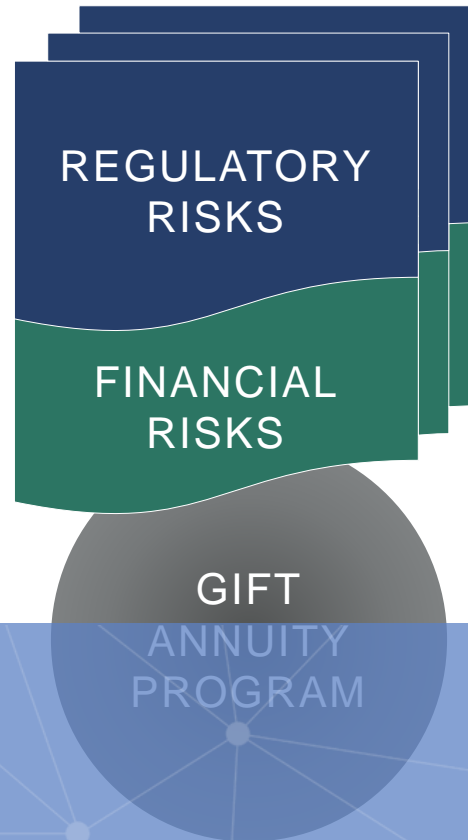 REGULATORY
RISKS
FINANCIAL
RISKS
GIFT
ANNUITY
PROGRAM